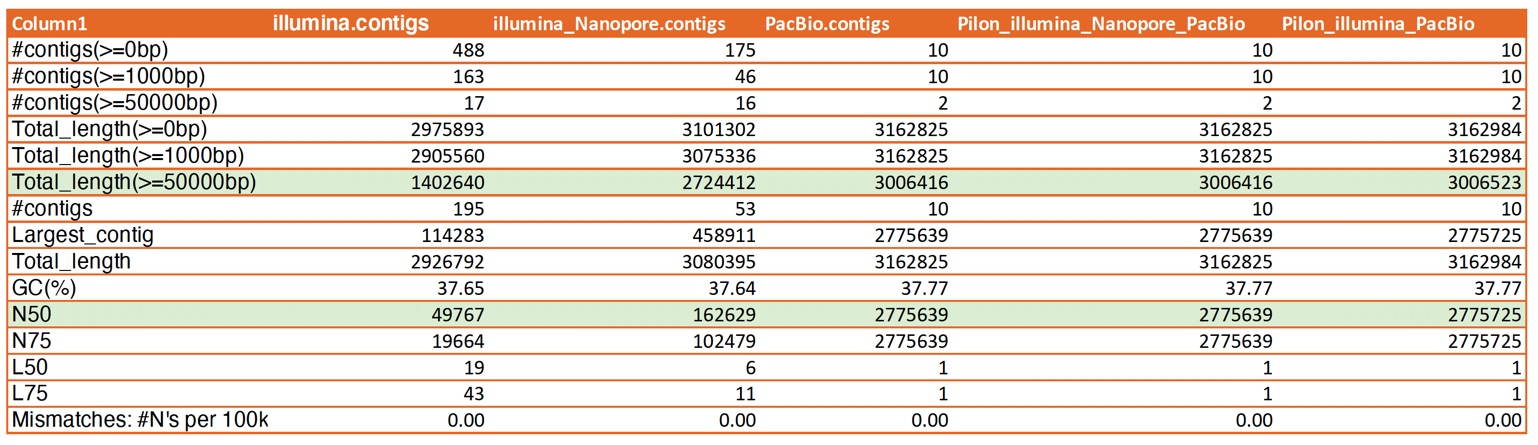 Column1 illumina.contigs illumina_Nanopore.contigs PacBio.contigs Pilon_illumina_Nanopore_PacBio Pilon_illumina_PacBio
#contigs(>=0bp) 488 175 10 10 10
#contigs(>=1000bp) 163 46 10 10 10
#contigs(>=50000bp) 17 16 2 2 2
Total_length(>=0bp) 2975893 3101302 3162825 3162825 3162984
Total_length(>=1000bp) 2905560 3075336 3162825 3162825 3162984
Total_length(>=50000bp) 1402640 2724412 3006416 3006416 3006523
#contigs 195 53 10 10 10
Largest_contig 114283 458911 2775639 2775639 2775725
Total_length 2926792 3080395 3162825 3162825 3162984
GC(%) 37.65 37.64 37.77 37.77 37.77
N50 49767 162629 2775639 2775639 2775725
N75 19664 102479 2775639 2775639 2775725
L50 19 6 1 1 1
L75 43 11 1 1 1
Mismatches: #N's per 100k 0.00 0.00 0.00 0.00 0.00